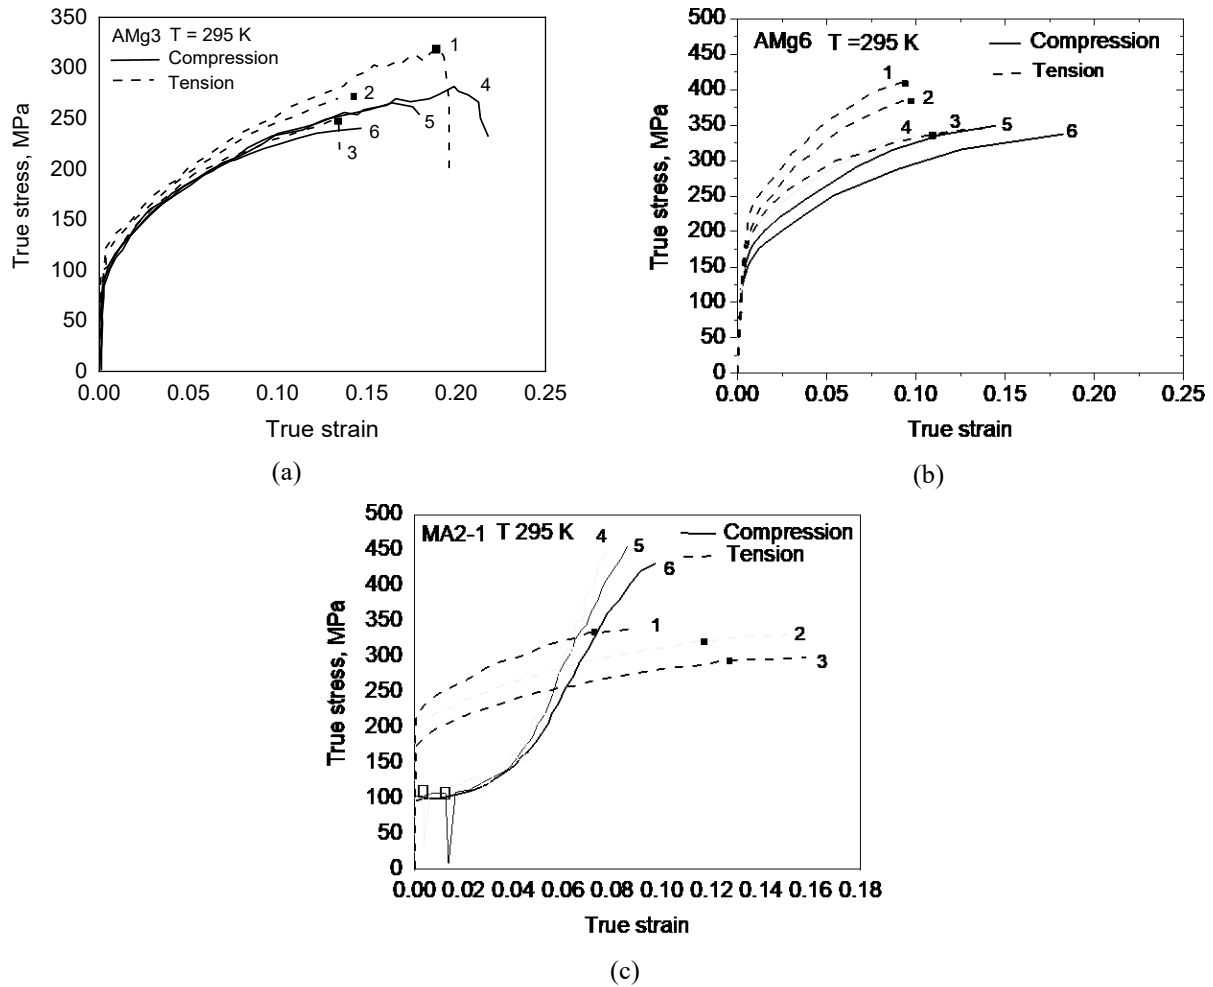 350
300
250
200
150
100
50
0
True stress, MPa
AMg3 T = 295 K
Compression
Tension
1
2
3
4
5
6
0.00 0.05 0.10 0.15 0.20 0.25
True strain
(a)
500
450
400
350
300
250
200
150
100
50
0
True stress, MPa
AMg6 T =295 K
Compression
Tension
1
2
4 3
5
6
0.00 0.05 0.10 0.15 0.20 0.25
True strain
(b)
500
450
400
350
300
250
200
150
100
50
0
True stress, MPa
MA2-1 T 295 K
Compression
Tension
4
5
6
1
2
3
0.00 0.02 0.04 0.06 0.08 0.10 0.12 0.14 0.16 0.18
True strain
(c)